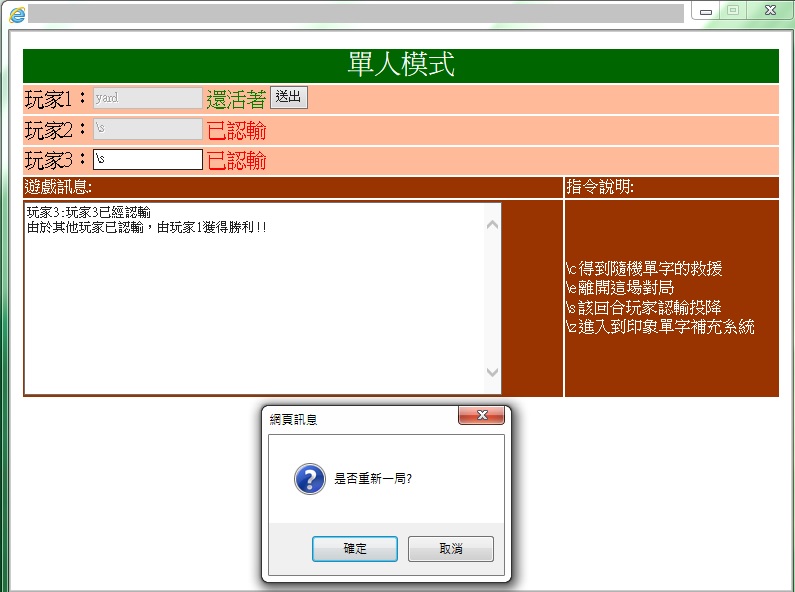 單人模式
玩家1： yard 還活著 送出
玩家2： \s 已認輸
玩家3： \s 已認輸
遊戲訊息:
指令說明:
玩家3:玩家3已經認輸
由於其他玩家已認輸，由玩家1獲得勝利!!
\c得到隨機單字的救援
\e離開這場對局
\s該回合玩家認輸投降
\z進入到印象單字補充系統
網頁訊息
是否重新一局?
確定
取消